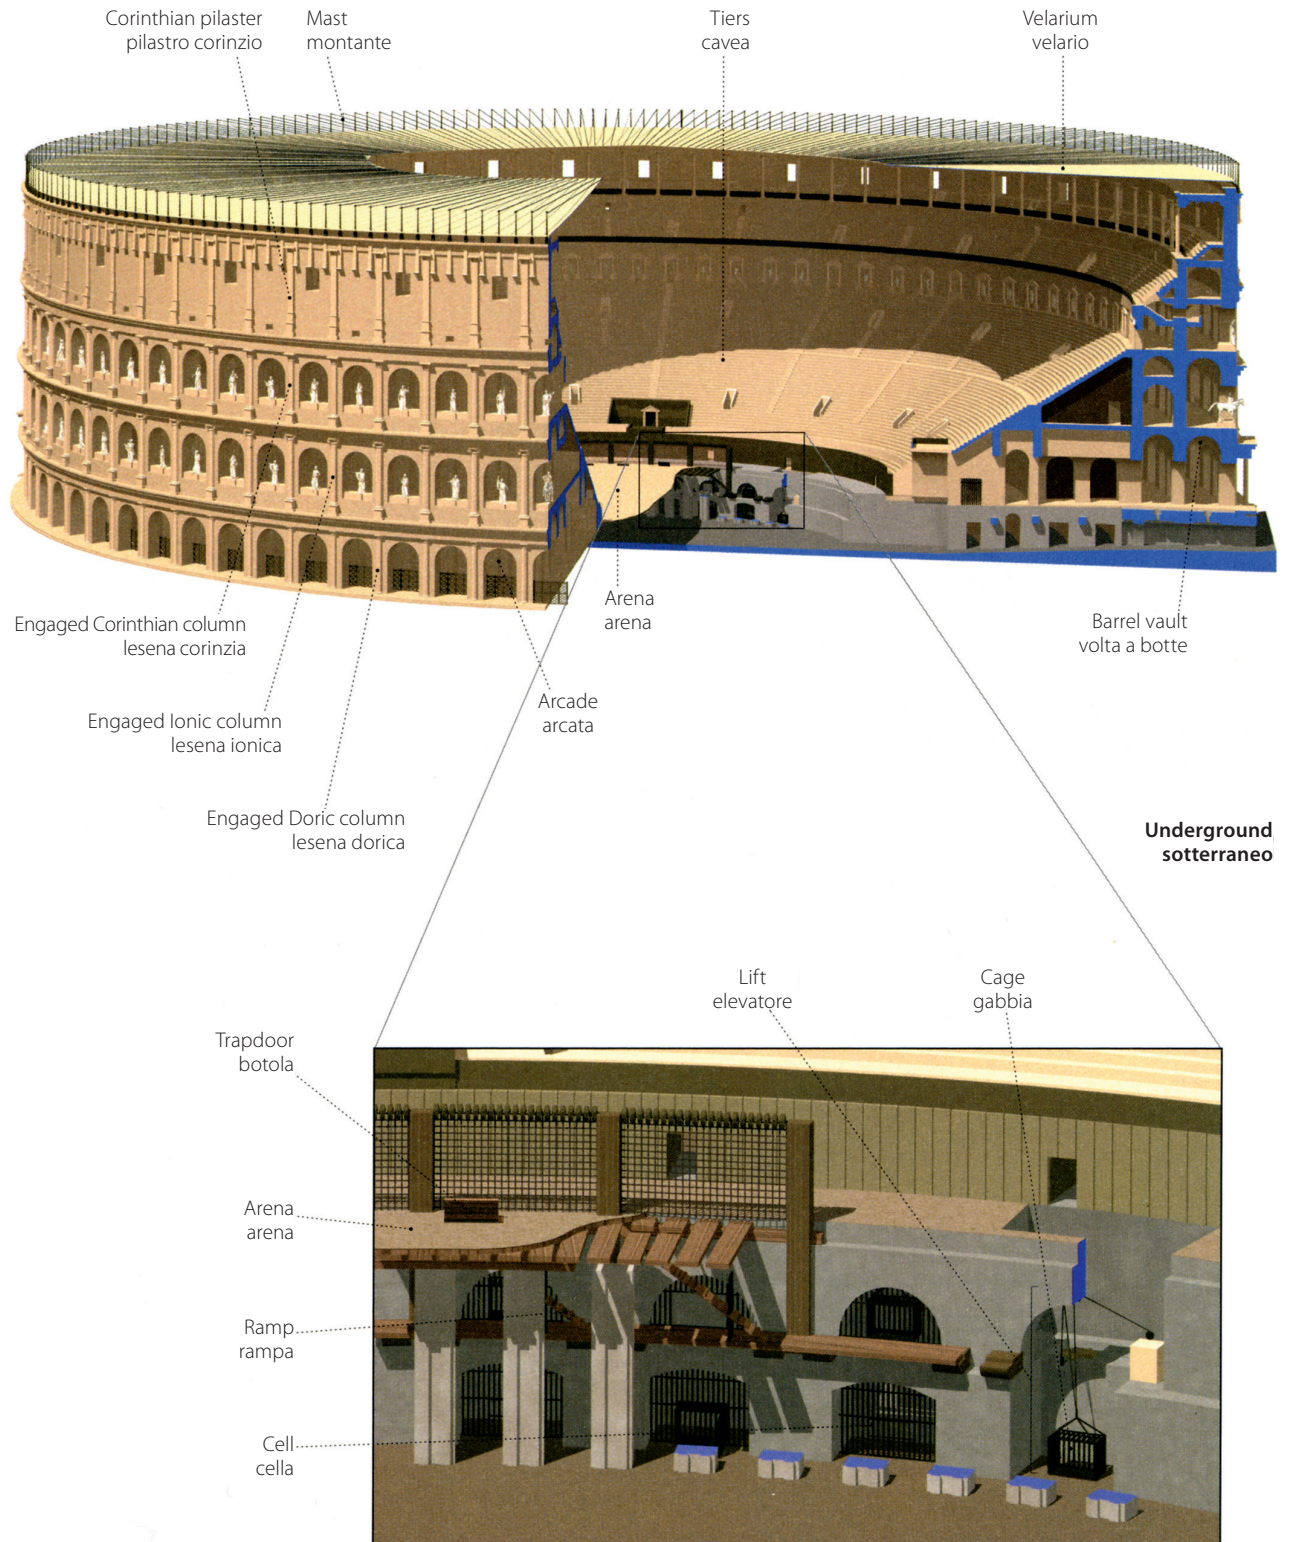 Corinthian pilaster
pilastro corinzio
Mast
montante
Tiers
cavea
Velarium
velario
Engaged Corinthian column
lesena corinzia
Arena
arena
Barrel vault
volta a botte
Engaged Ionic column
lesena ionica
Arcade
arcata
Engaged Doric column
lesena dorica
Underground
sotterraneo
Lift
elevatore
Cage
gabbia
Trapdoor
botola
Arena
arena
Ramp
rampa
Cell
cella